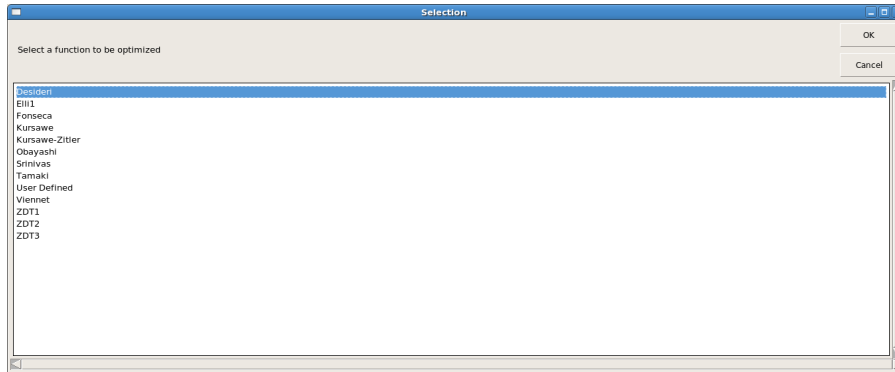 Selection
OK
Select a function to be optimized
Cancel
Desideri
Elli1
Fonseca
Kursawe
Kursawe-Zitler
Obayashi
Srinivas
Tamaki
User Defined
Viennet
ZDT1
ZDT2
ZDT3